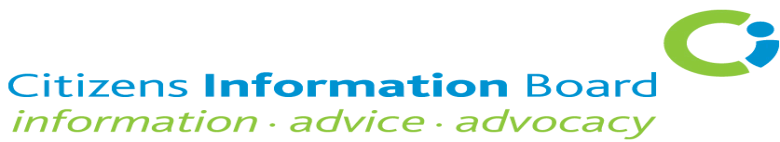 Citizens Information Board
information · advice · advocacy